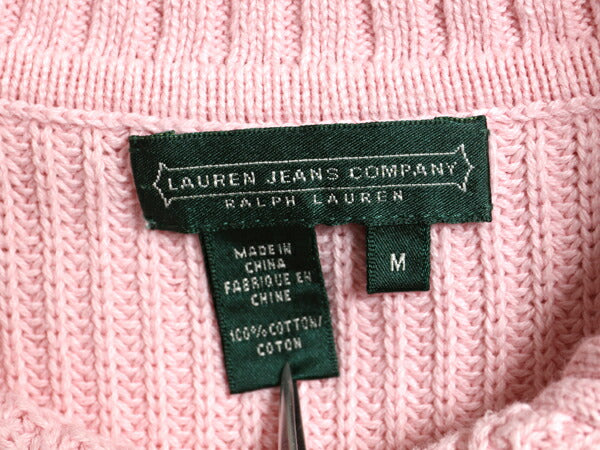 LAUREN JEANS COMPANY
RALPH LAUREN
MADE IN
CHINA
FABRIQUE EN
CHINE
100% COTTON/
COTON
M